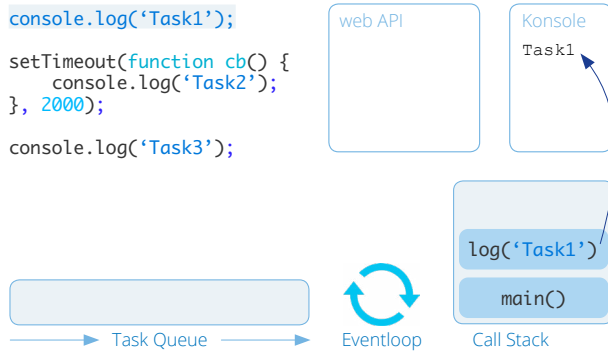 console.log(‘Task1’);
setTimeout(function cb() {
    console.log(‘Task2’);
}, 2000);
console.log(‘Task3’);
web API
Konsole
Task1
log(‘Task1’)
main()
Task Queue
Eventloop
Call Stack